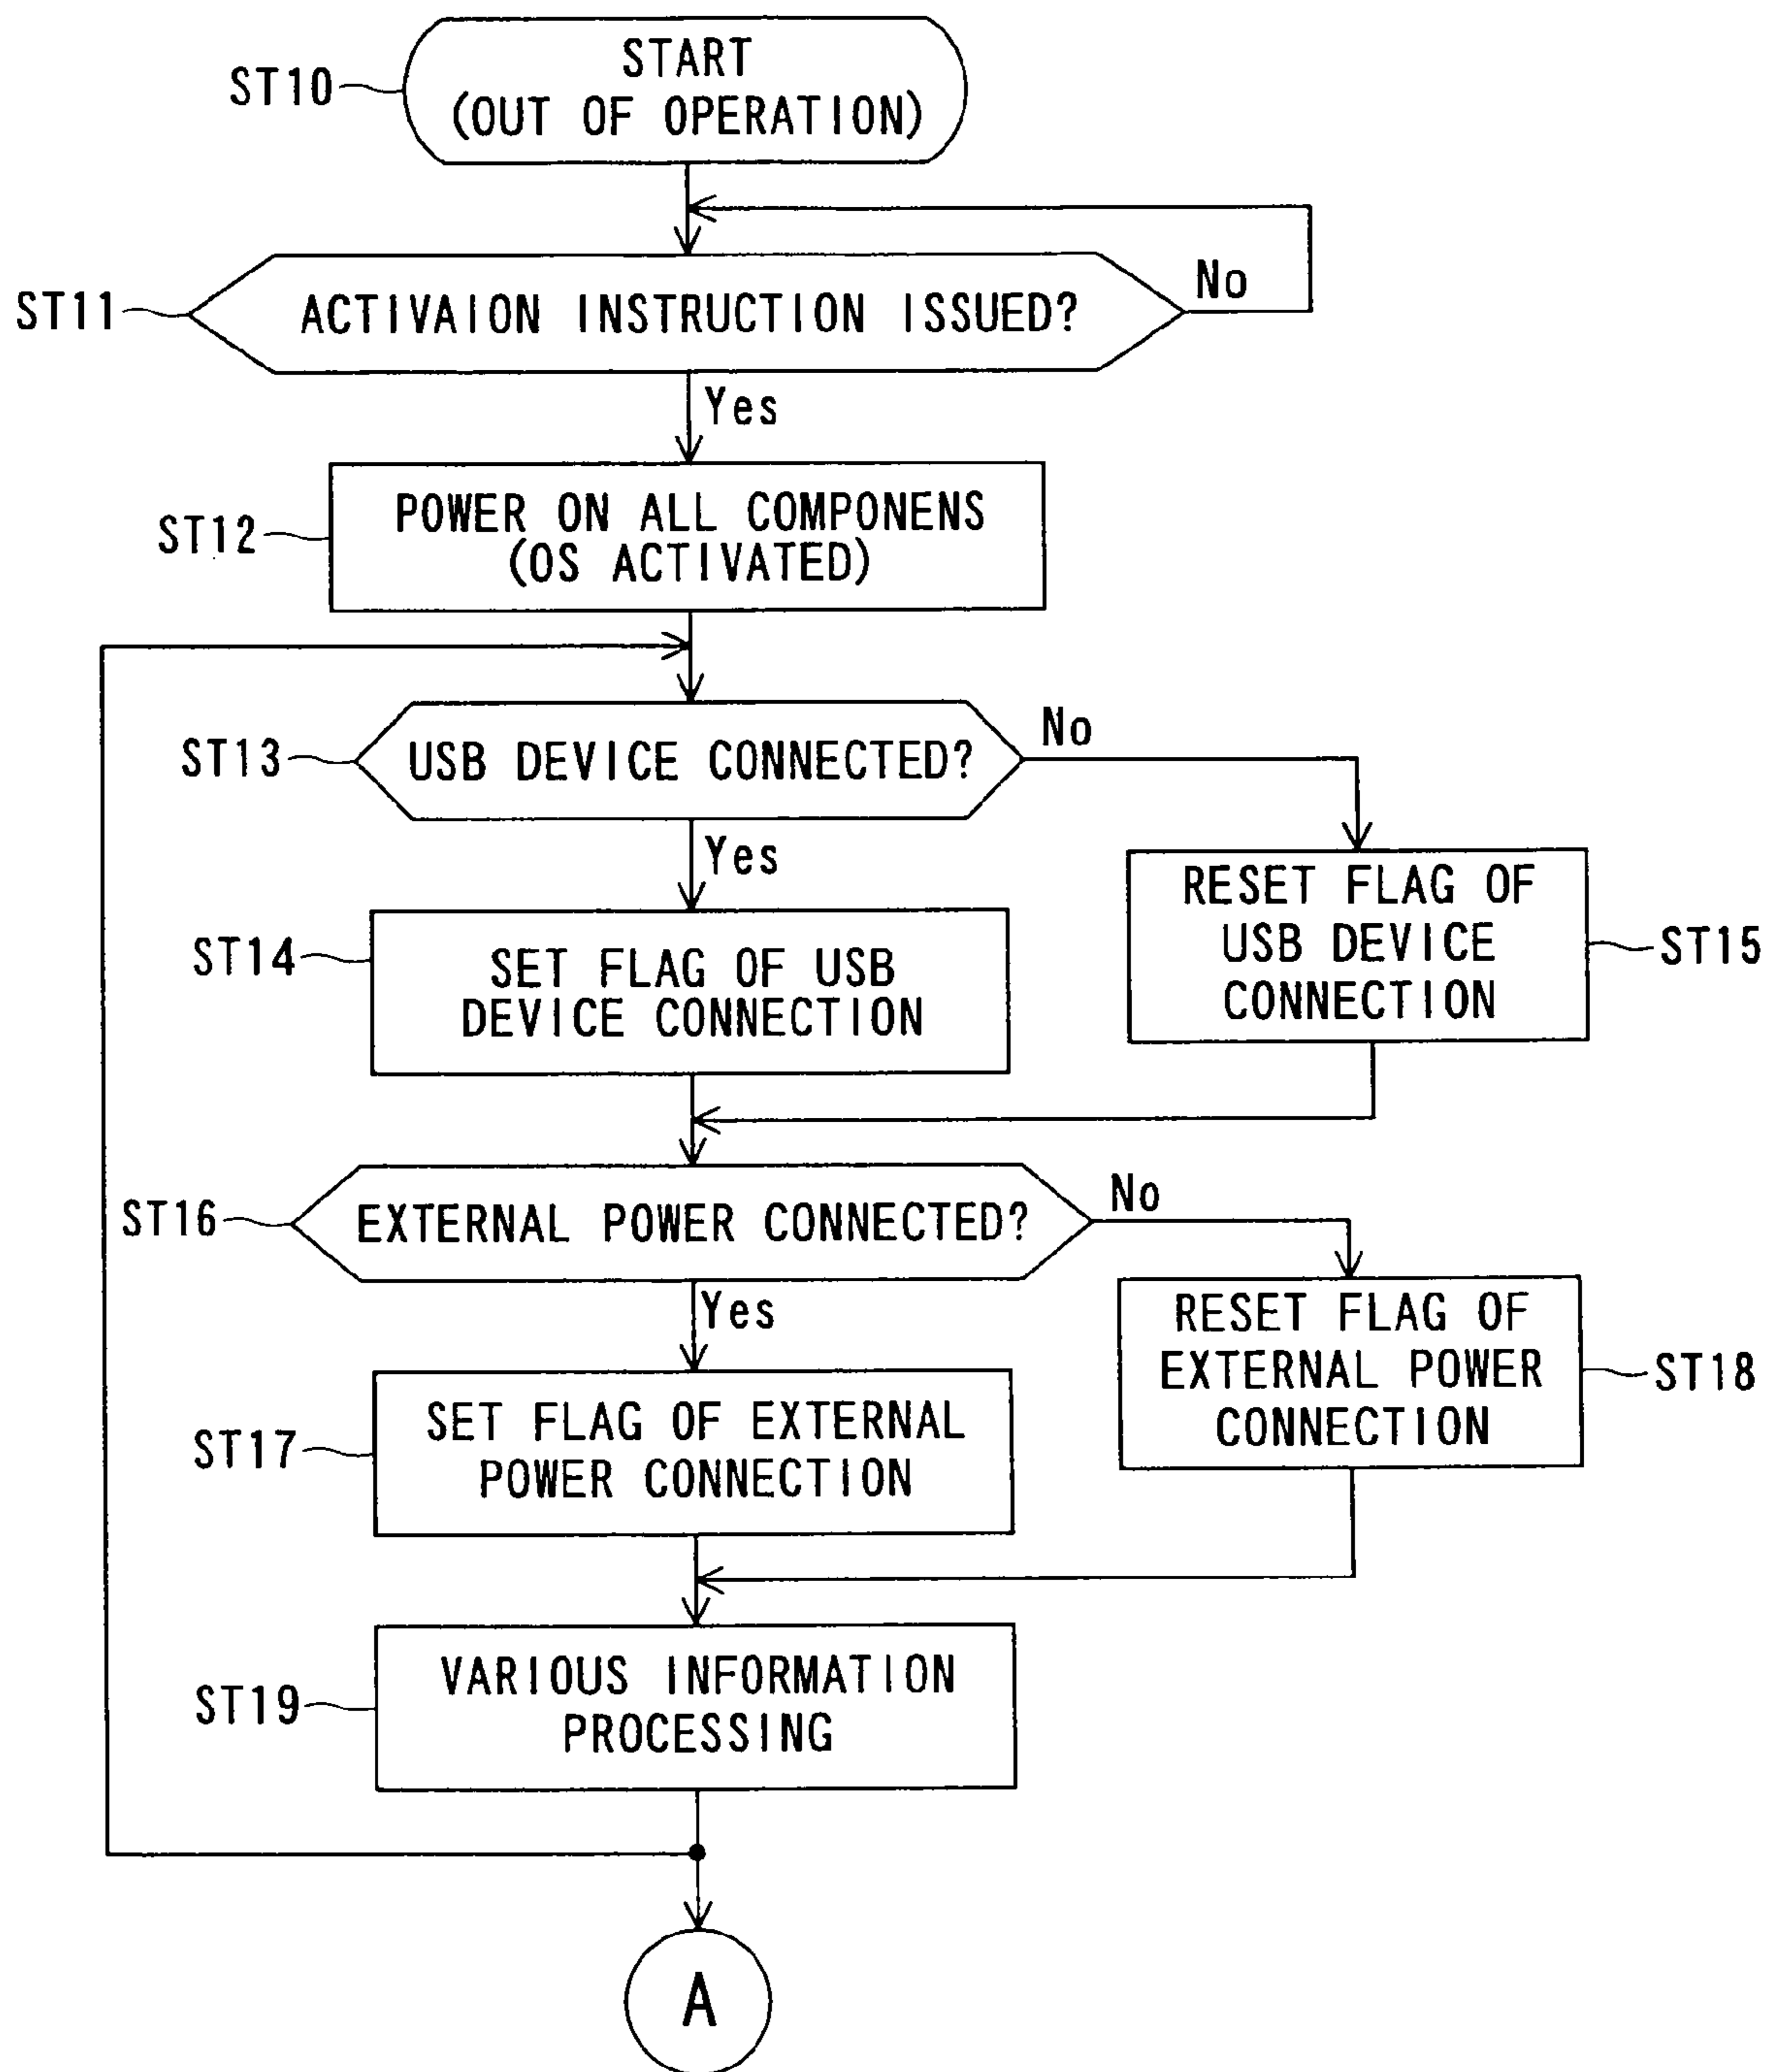 START
ST10
(OUT OF OPERATION)
No
ST11
ACTIVAION INSTRUCTION ISSUED?
Yes
POWER ON ALL COMPONENS
ST12
(OS ACTIVATED)
No
ST13
USB DEVICE CONNECTED?
Yes
RESET FLAG OF
USB DEVICE
CONNECTION
ST15
ST14
SET FLAG OF USB
DEVICE CONNECTION
No
ST16
EXTERNAL POWER CONNECTED?
Yes
RESET FLAG OF
EXTERNAL POWER
CONNECTION
ST18
SET FLAG OF EXTERNAL
POWER CONNECTION
ST17
VARIOUS INFORMATION
PROCESSING
ST19
A